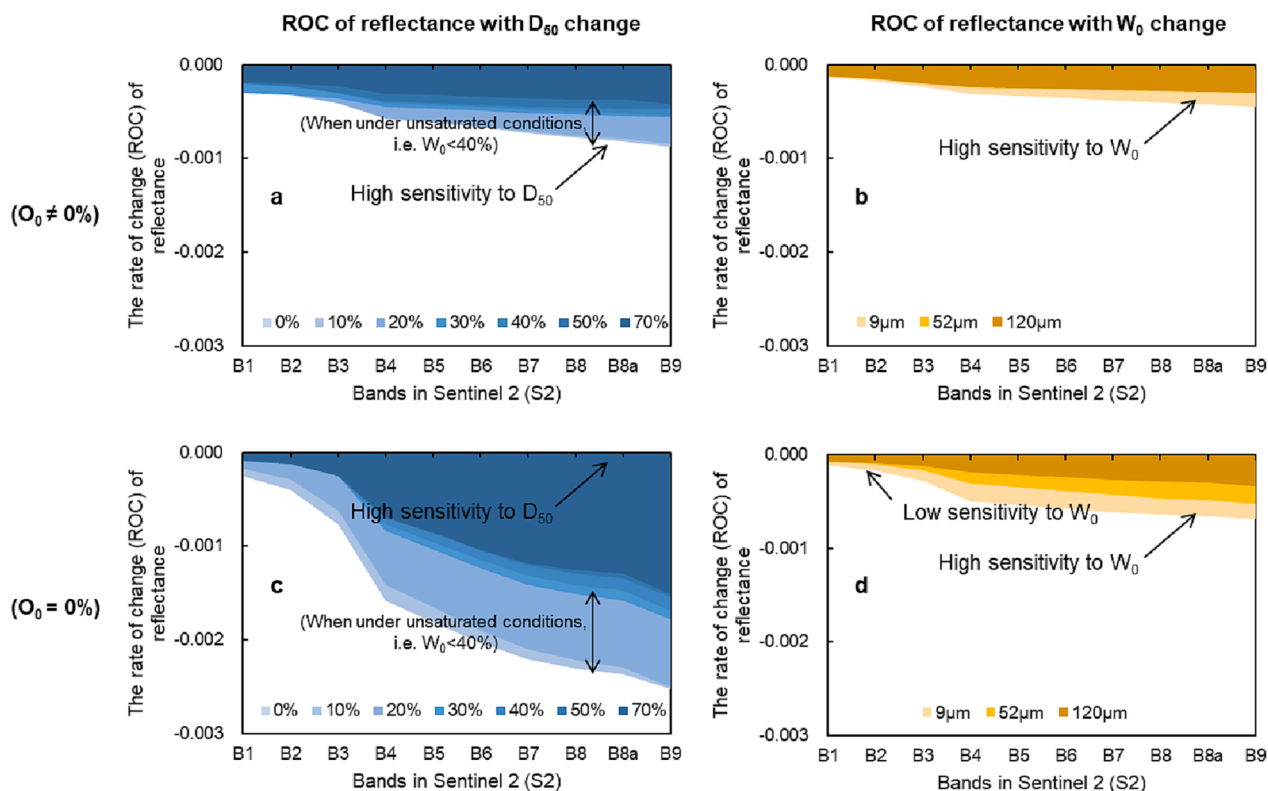 ROC of reflectance with D50 change
ROC of reflectance with W0 change
(O0 ≠ 0%)
The rate of change (ROC) of
reflectance
0.000
-0.001
-0.002
-0.003
(When under unsaturated conditions,
i.e. W0<40%)
High sensitivity to D50
a
0% 10% 20% 30% 40% 50% 70%
B1 B2 B3 B4 B5 B6 B7 B8 B8a B9
Bands in Sentinel 2 (S2)
The rate of change (ROC) of
reflectance
0.000
-0.001
-0.002
-0.003
High sensitivity to W0
b
9μm 52μm 120μm
B1 B2 B3 B4 B5 B6 B7 B8 B8a B9
Bands in Sentinel 2 (S2)
(O0 = 0%)
The rate of change (ROC) of
reflectance
0.000
-0.001
-0.002
-0.003
High sensitivity to D50
c
(When under unsaturated conditions,
i.e. W0<40%)
0% 10% 20% 30% 40% 50% 70%
B1 B2 B3 B4 B5 B6 B7 B8 B8a B9
Bands in Sentinel 2 (S2)
The rate of change (ROC) of
reflectance
0.000
-0.001
-0.002
-0.003
Low sensitivity to W0
High sensitivity to W0
d
9μm 52μm 120μm
B1 B2 B3 B4 B5 B6 B7 B8 B8a B9
Bands in Sentinel 2 (S2)